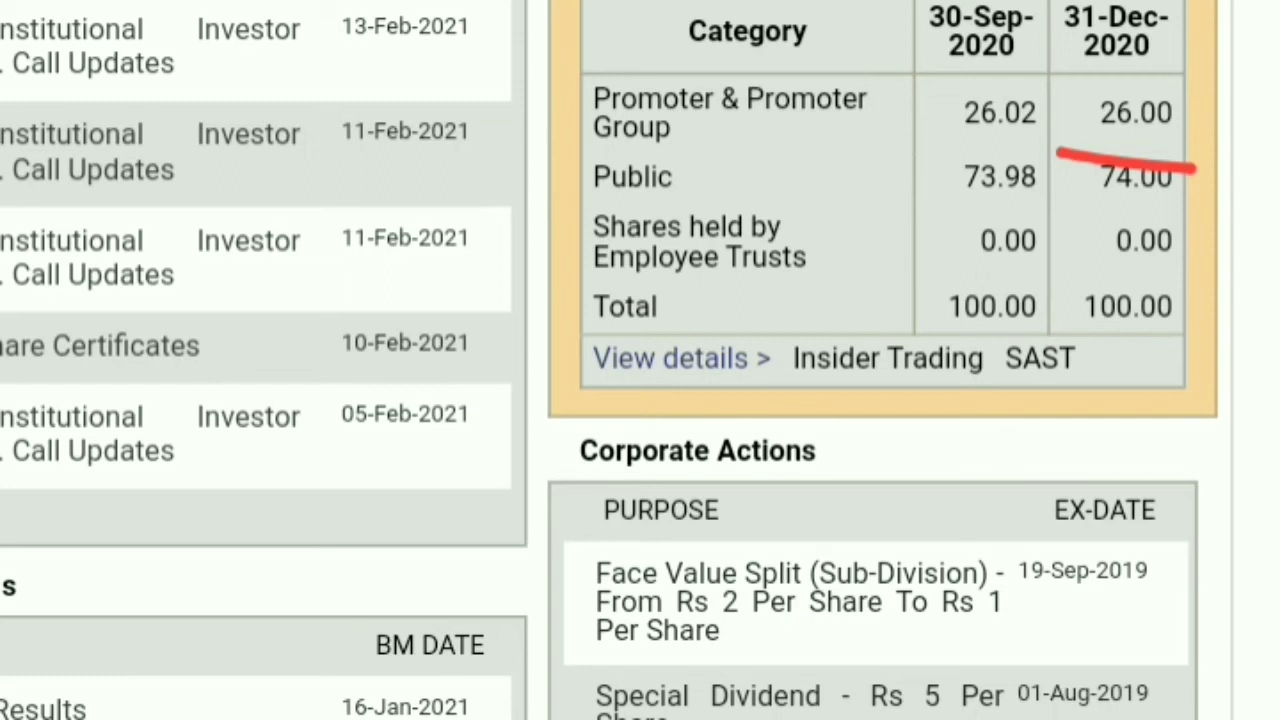 nstitutional Investor 13-Feb-2021
. Call Updates
nstitutional Investor 11-Feb-2021
. Call Updates
nstitutional Investor 11-Feb-2021
. Call Updates
are Certificates 10-Feb-2021
nstitutional Investor 05-Feb-2021
. Call Updates
s
BM DATE
Results 16-Jan-2021
Category 30-Sep-2020 31-Dec-2020
Promoter & Promoter
Group 26.02 26.00
Public 73.98 74.00
Shares held by
Employee Trusts 0.00 0.00
Total 100.00 100.00
View details > Insider Trading SAST
Corporate Actions
PURPOSE EX-DATE
Face Value Split (Sub-Division) - 19-Sep-2019
From Rs 2 Per Share To Rs 1
Per Share
Special Dividend - Rs 5 Per 01-Aug-2019